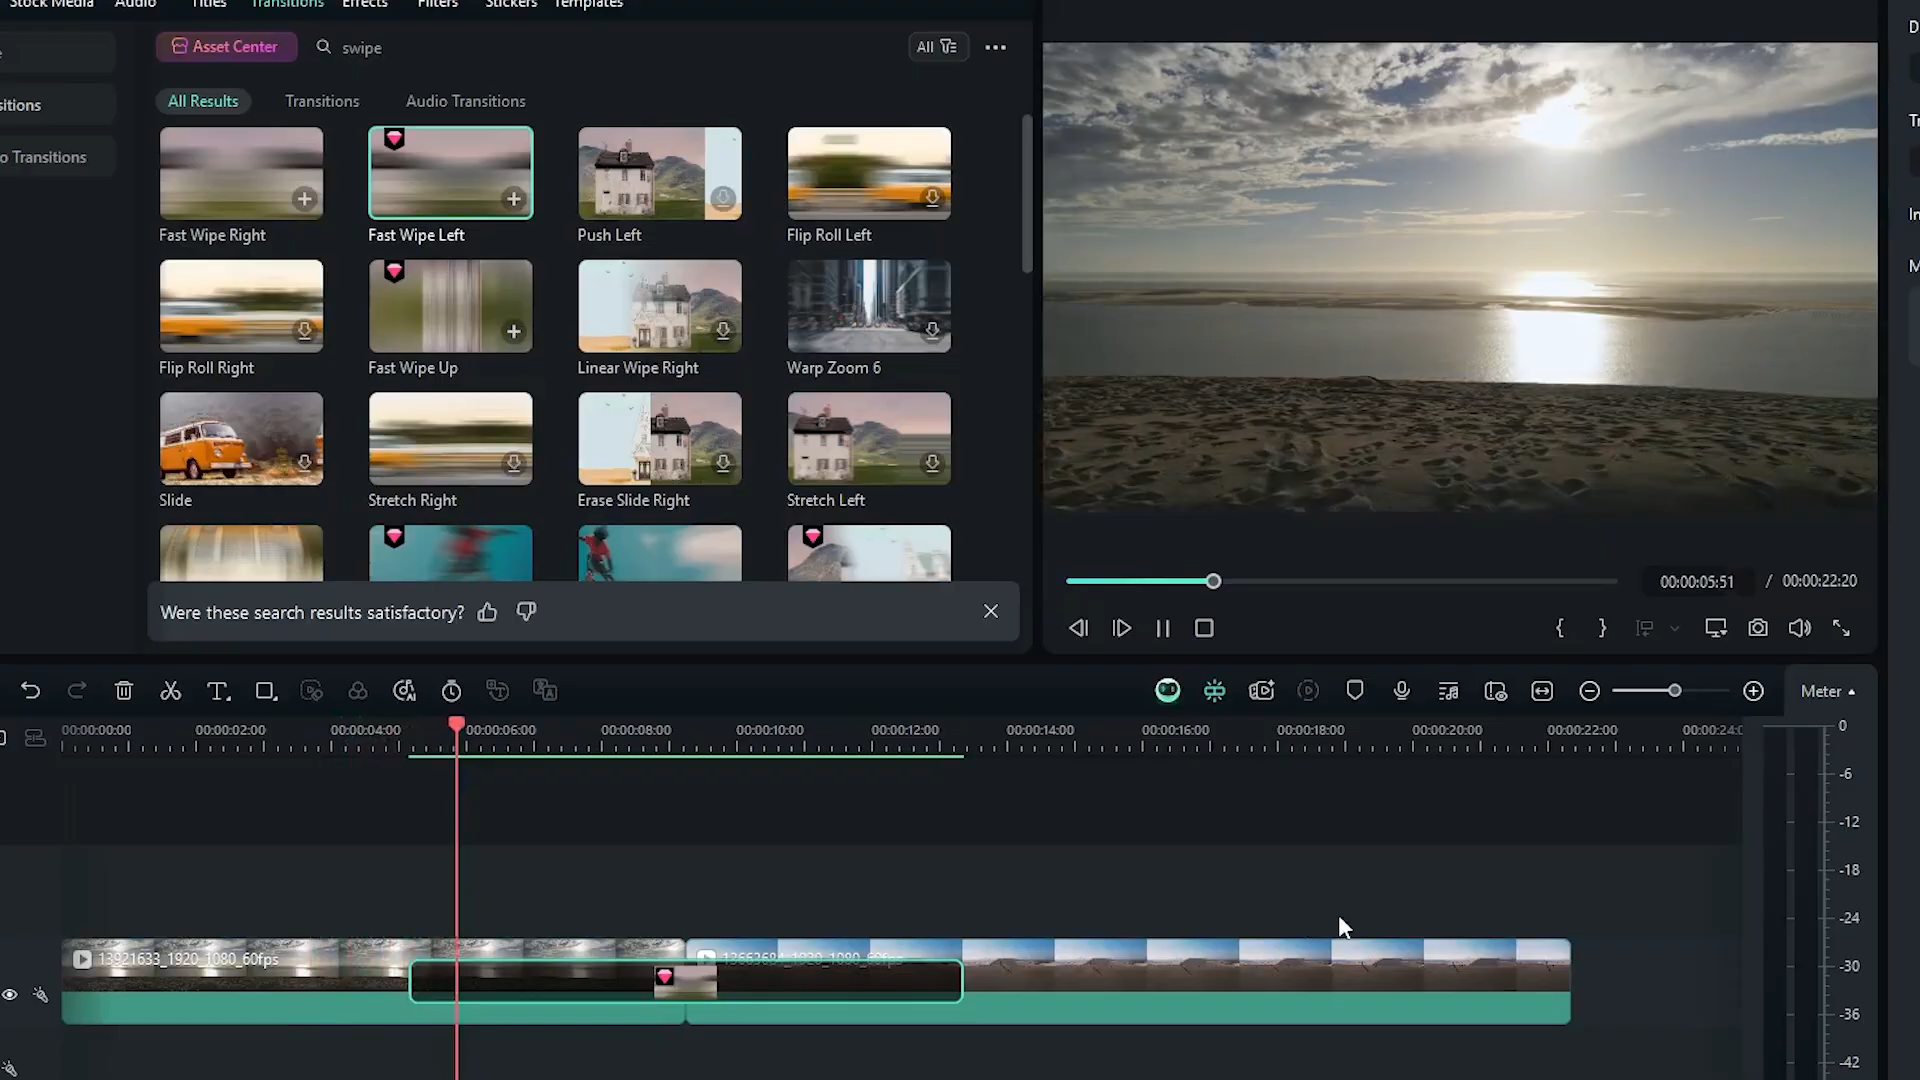 Stock Media Audio Titles Transitions Effects Filters Stickers Templates
Asset Center
swipe
All
sitions
o Transitions
All Results Transitions Audio Transitions
Fast Wipe Right Fast Wipe Left Push Left Flip Roll Left
Flip Roll Right Fast Wipe Up Linear Wipe Right Warp Zoom 6
Slide Stretch Right Erase Slide Right Stretch Left
Were these search results satisfactory?
00:00:05:51 / 00:00:22:20
{ }
D
Tr
In
M
Meter
00:00:00:00 00:00:02:00 00:00:04:00 00:00:06:00 00:00:08:00 00:00:10:00 00:00:12:00 00:00:14:00 00:00:16:00 00:00:18:00 00:00:20:00 00:00:22:00 00:00:24:0
13921633_1920_1080_60fps
0
-6
-12
-18
-24
-30
-36
-42